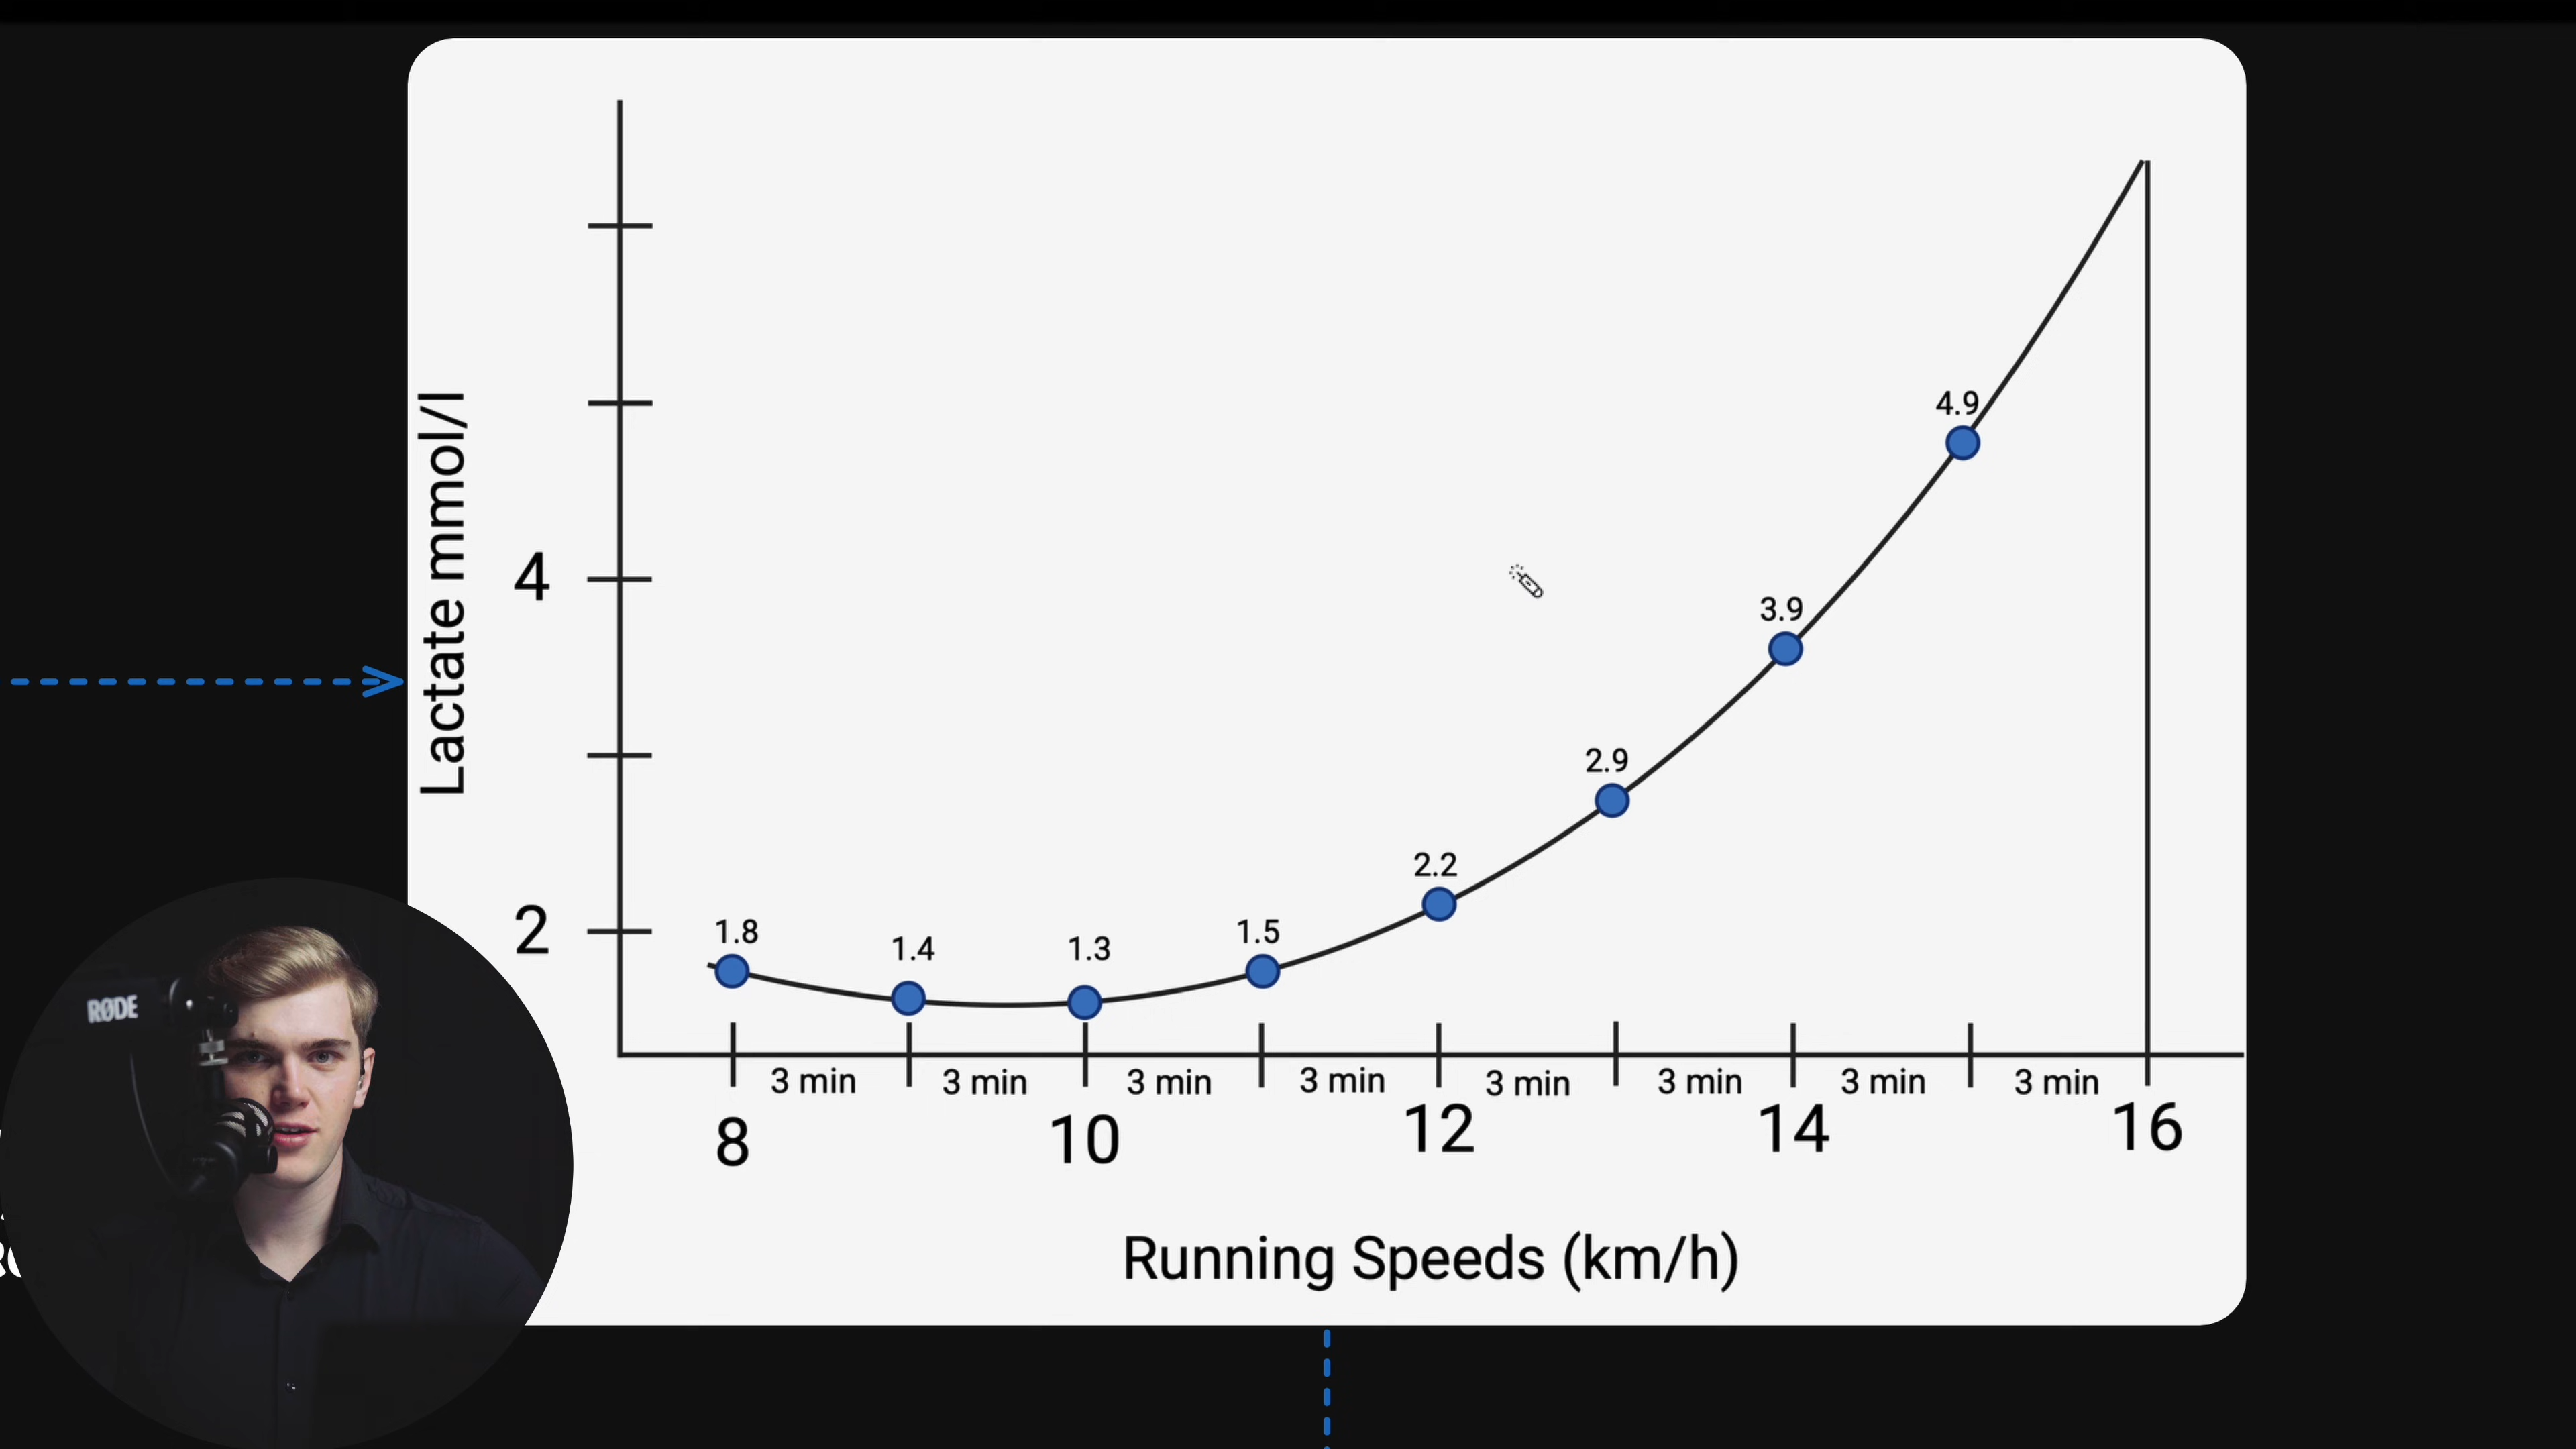 Lactate mmol/l
4
2
1.8
1.4
1.3
1.5
2.2
2.9
3.9
4.9
3 min
3 min
3 min
3 min
3 min
3 min
3 min
3 min
8
10
12
14
16
Running Speeds (km/h)
RØDE